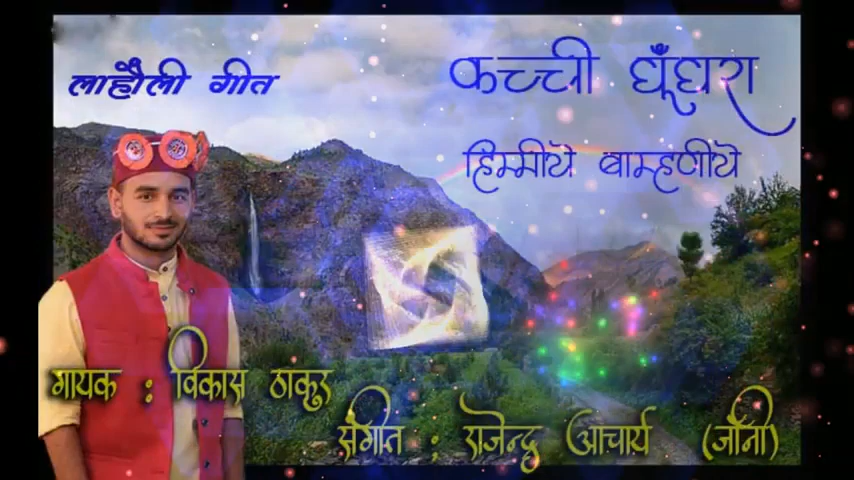 लाहौली गीत
कच्ची घूँघरा
हिम्मीये बाम्हणीये
गायक : विकास ठाकुर
संगीत : राजेन्द्र आचार्य (जॉनी)